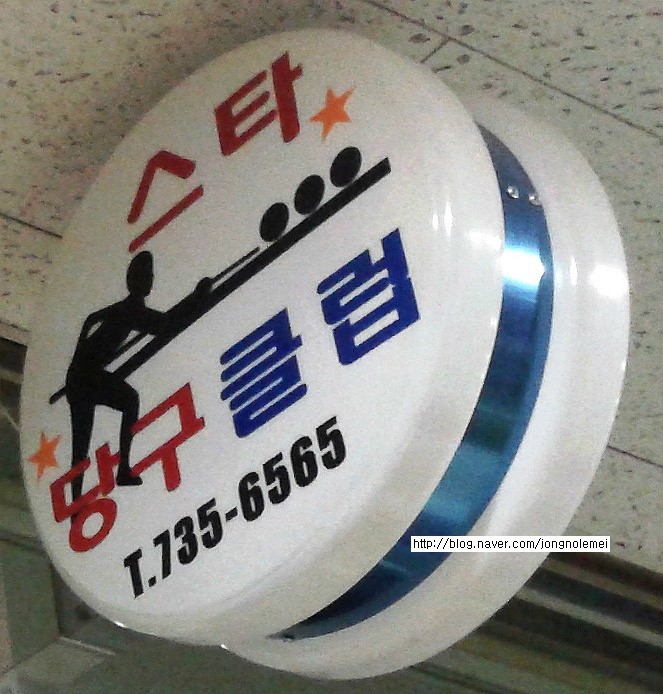 스타
당구클럽
T.735-6565
http://blog.naver.com/jongnolemei